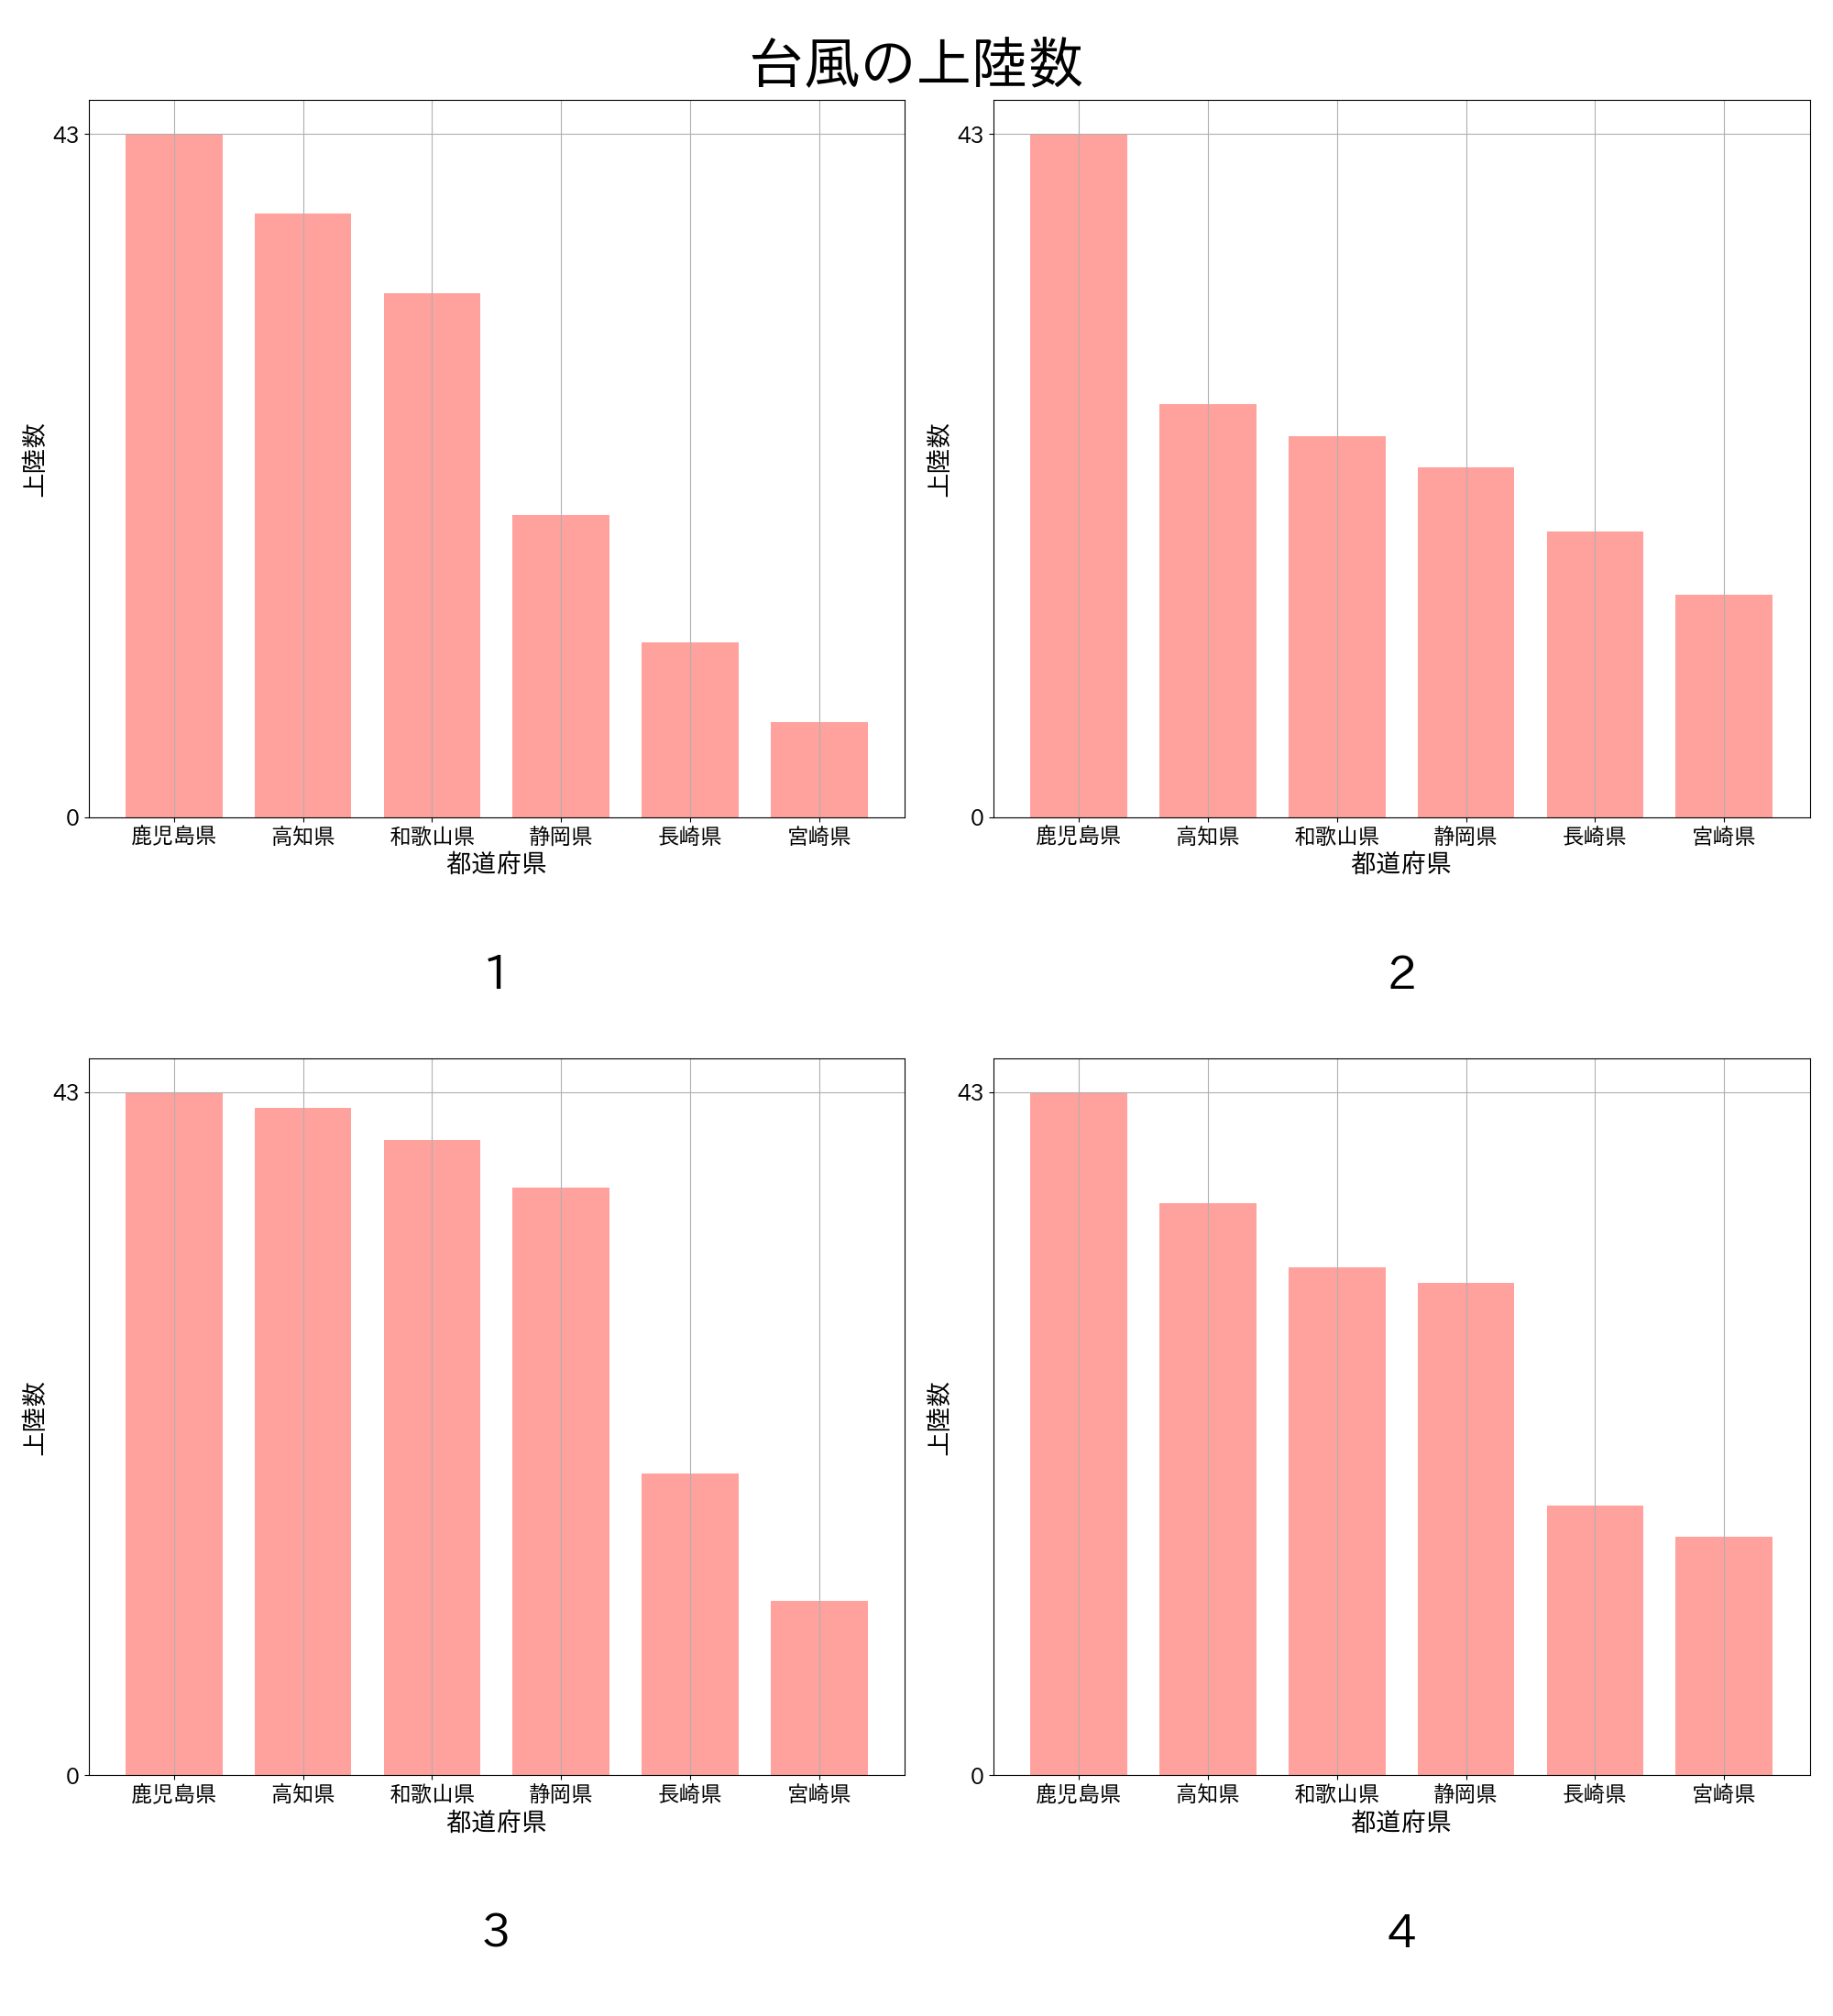 台風の上陸数
43
0
上陸数
鹿児島県 高知県 和歌山県 静岡県 長崎県 宮崎県
都道府県
1
43
0
上陸数
鹿児島県 高知県 和歌山県 静岡県 長崎県 宮崎県
都道府県
2
43
0
上陸数
鹿児島県 高知県 和歌山県 静岡県 長崎県 宮崎県
都道府県
3
43
0
上陸数
鹿児島県 高知県 和歌山県 静岡県 長崎県 宮崎県
都道府県
4